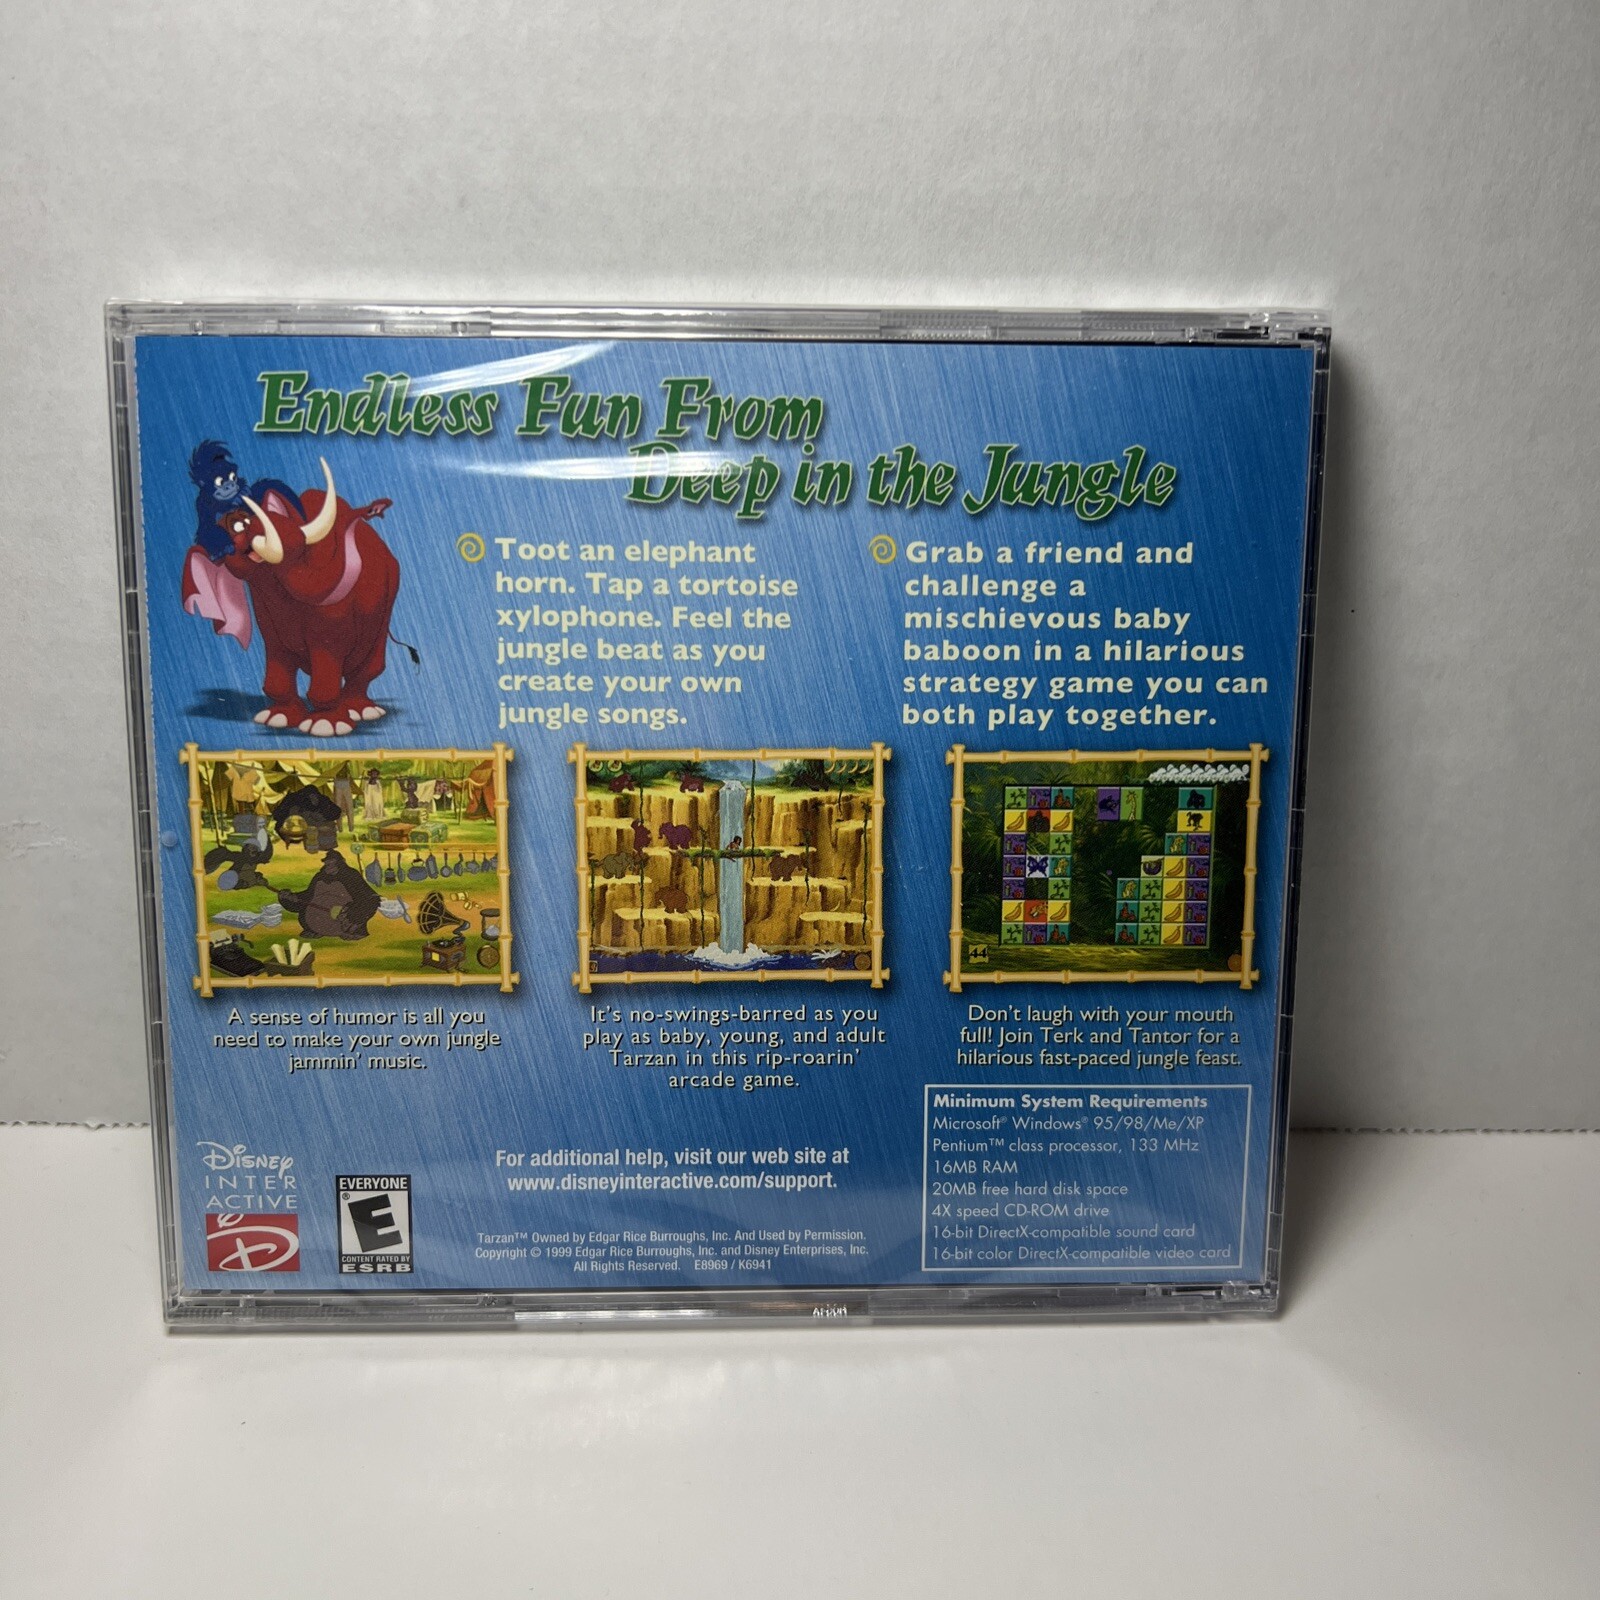 Endless Fun From
Deep in the Jungle
Toot an elephant
horn. Tap a tortoise
xylophone. Feel the
jungle beat as you
create your own
jungle songs.
Grab a friend and
challenge a
mischievous baby
baboon in a hilarious
strategy game you can
both play together.
A sense of humor is all you
need to make your own jungle
jammin' music.
It's no-swings-barred as you
play as baby, young, and adult
Tarzan in this rip-roarin'
arcade game.
Don't laugh with your mouth
full! Join Terk and Tantor for a
hilarious fast-paced jungle feast.
Minimum System Requirements
Microsoft® Windows® 95/98/Me/XP
Pentium™ class processor, 133 MHz
16MB RAM
20MB free hard disk space
4X speed CD-ROM drive
16-bit DirectX-compatible sound card
16-bit color DirectX-compatible video card
Disney
INTER
ACTIVE
D
EVERYONE
E®
CONTENT RATED BY
ESRB
For additional help, visit our web site at
www.disneyinteractive.com/support.
Tarzan™ Owned by Edgar Rice Burroughs, Inc. And Used by Permission.
Copyright © 1999 Edgar Rice Burroughs, Inc. and Disney Enterprises, Inc.
All Rights Reserved. E8969 / K6941